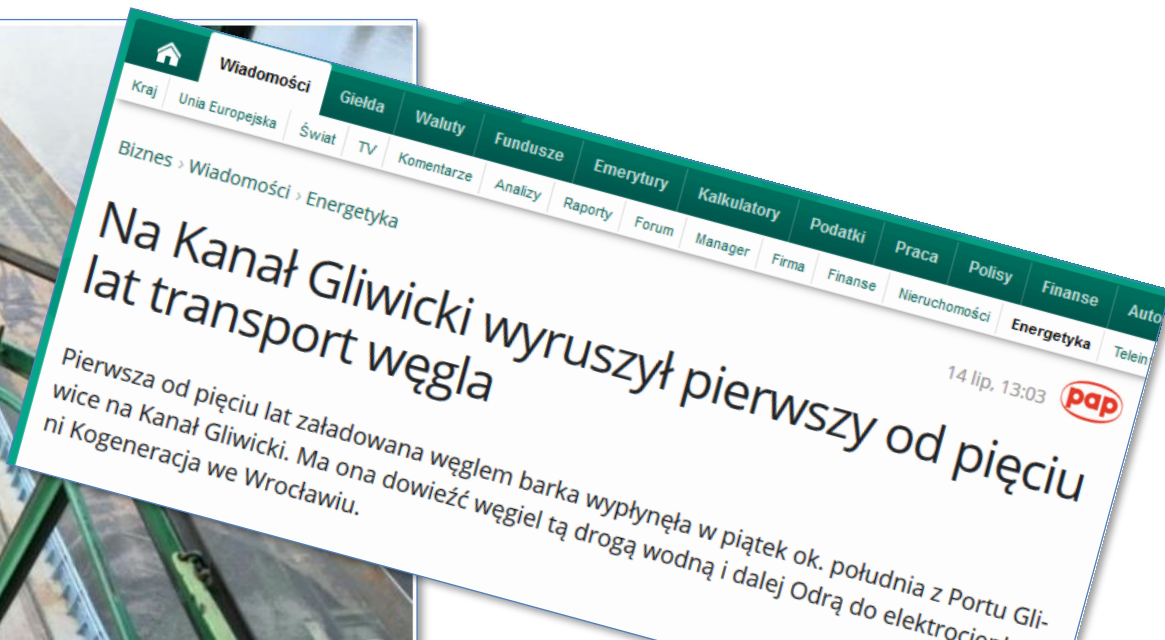 Wiadomości Giełda Waluty Fundusze Emerytury Kalkulatory Podatki Praca Polisy Finanse
Kraj Unia Europejska Świat TV Komentarze Analizy Raporty Forum Manager Firma Finanse Nieruchomości Energetyka
Biznes › Wiadomości › Energetyka
14 lip, 13:03 pap
Na Kanał Gliwicki wyruszył pierwszy od pięciu
lat transport węgla
Pierwsza od pięciu lat załadowana węglem barka wypłynęła w piątek ok. południa z Portu Gli-
wice na Kanał Gliwicki. Ma ona dowieźć węgiel tą drogą wodną i dalej Odrą do
ni Kogeneracja we Wrocławiu.